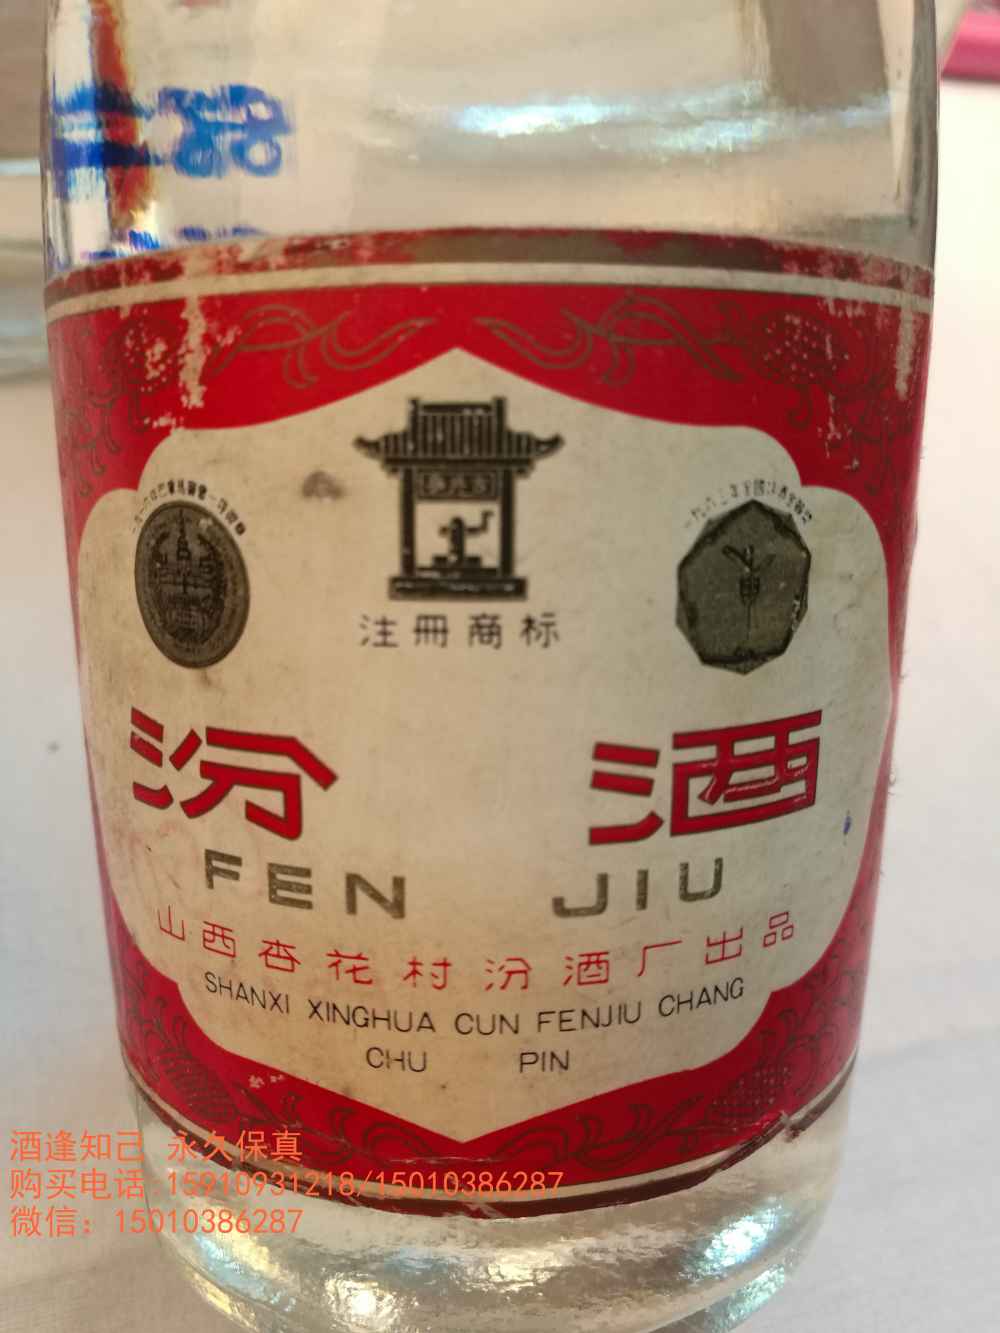 注冊商标
汾酒
FEN JIU
山西杏花村汾酒厂出品
SHANXI XINGHUA CUN FENJIU CHANG
CHU PIN
酒逢知己 永久保真
购买电话:15910931218/15010386287
微信：15010386287